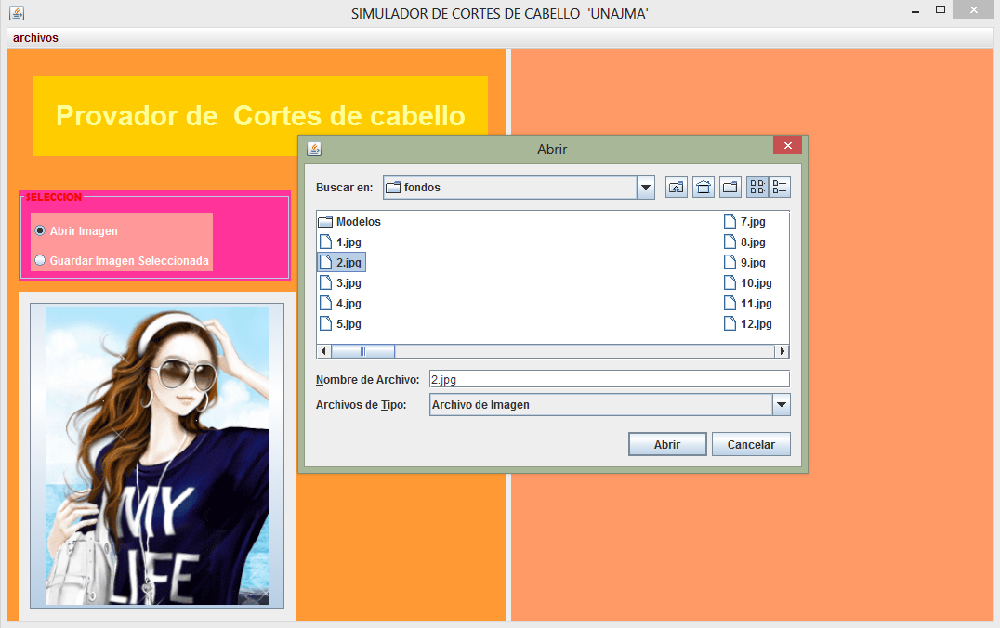 SIMULADOR DE CORTES DE CABELLO 'UNAJMA'
archivos
Provador de Cortes de cabello
SELECCION
Abrir Imagen
Guardar Imagen Seleccionada
MY
LIFE
Abrir
Buscar en:
fondos
Modelos
1.jpg
2.jpg
3.jpg
4.jpg
5.jpg
7.jpg
8.jpg
9.jpg
10.jpg
11.jpg
12.jpg
Nombre de Archivo: 2.jpg
Archivos de Tipo: Archivo de Imagen
Abrir
Cancelar